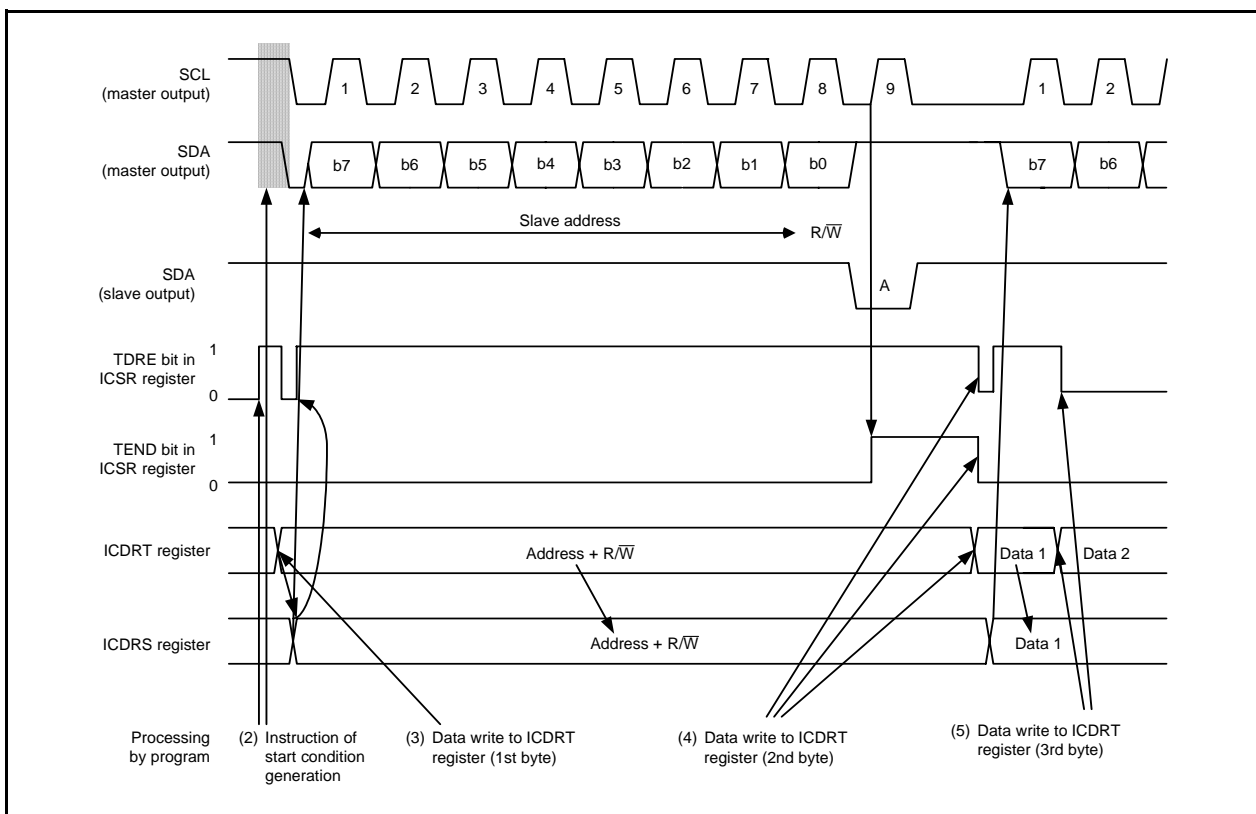 SCL
(master output)
1 2 3 4 5 6 7 8 9 1 2
SDA
(master output)
b7 b6 b5 b4 b3 b2 b1 b0 b7 b6
Slave address R/W̅
SDA
(slave output)
A
TDRE bit in
ICSR register
1
0
TEND bit in
ICSR register
1
0
ICDRT register
Address + R/W̅ Data 1 Data 2
ICDRS register
Address + R/W̅ Data 1
Processing
by program
(2) Instruction of
start condition
generation
(3) Data write to ICDRT
register (1st byte)
(4) Data write to ICDRT
register (2nd byte)
(5) Data write to ICDRT
register (3rd byte)